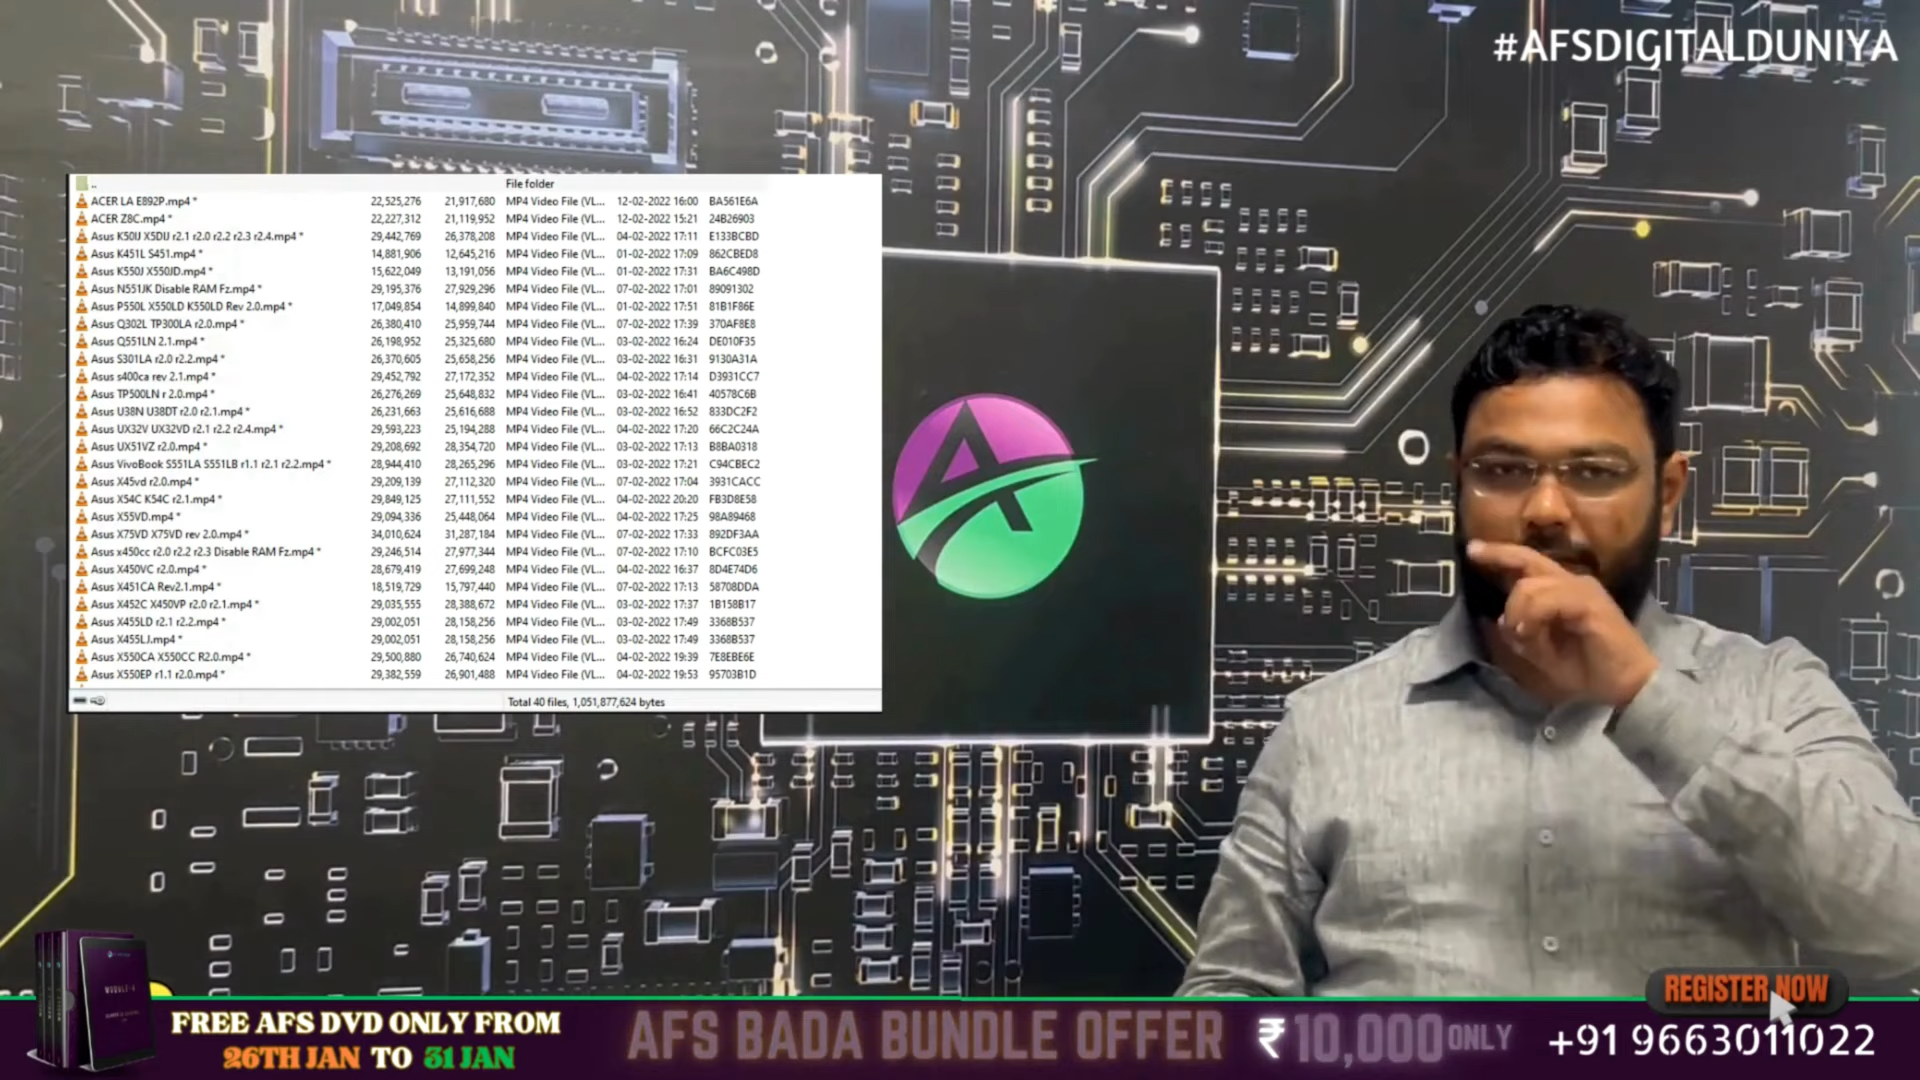 #AFSDIGITALDUNIYA
.. File folder
ACER LA E892P.mp4 * 22,525,276 21,917,680 MP4 Video File (VL... 12-02-2022 16:00 BA561E6A
ACER Z8C.mp4 * 22,227,312 21,119,952 MP4 Video File (VL... 12-02-2022 15:21 24B26903
Asus K50IJ X5DIJ r2.1 r2.0 r2.2 r2.3 r2.4.mp4 * 29,442,769 26,378,208 MP4 Video File (VL... 04-02-2022 17:11 E133BCBD
Asus K451L S451.mp4 * 14,881,906 12,645,216 MP4 Video File (VL... 01-02-2022 17:09 862CBED8
Asus K550J X550JD.mp4 * 15,622,049 13,191,056 MP4 Video File (VL... 01-02-2022 17:31 BA6C498D
Asus N551JK Disable RAM Fz.mp4 * 29,195,376 27,929,296 MP4 Video File (VL... 07-02-2022 17:01 89091302
Asus P550L X550LD K550LD Rev 2.0.mp4 * 17,049,854 14,899,840 MP4 Video File (VL... 01-02-2022 17:51 81B1F86E
Asus Q302L TP300LA r2.0.mp4 * 26,380,410 25,959,744 MP4 Video File (VL... 07-02-2022 17:39 370AF8E8
Asus Q551LN 2.1.mp4 * 26,198,952 25,325,680 MP4 Video File (VL... 03-02-2022 16:24 DE010F35
Asus S301LA r2.0 r2.2.mp4 * 26,370,605 25,658,256 MP4 Video File (VL... 03-02-2022 16:31 9130A31A
Asus s400ca rev 2.1.mp4 * 29,452,792 27,172,352 MP4 Video File (VL... 04-02-2022 17:14 D3931CC7
Asus TP500LN r 2.0.mp4 * 26,276,269 25,648,832 MP4 Video File (VL... 03-02-2022 16:41 40578C6B
Asus U38N U38DT r2.0 r2.1.mp4 * 26,231,663 25,616,688 MP4 Video File (VL... 03-02-2022 16:52 833DC2F2
Asus UX32V UX32VD r2.1 r2.2 r2.4.mp4 * 29,593,223 25,194,288 MP4 Video File (VL... 04-02-2022 17:20 66C2C24A
Asus UX51VZ r2.0.mp4 * 29,208,692 28,354,720 MP4 Video File (VL... 03-02-2022 17:13 B8BA0318
Asus VivoBook S551LA S551LB r1.1 r2.1 r2.2.mp4 * 28,944,410 28,265,296 MP4 Video File (VL... 03-02-2022 17:21 C94CBEC2
Asus X45vd r2.0.mp4 * 29,209,139 27,112,320 MP4 Video File (VL... 07-02-2022 17:04 3931CACC
Asus X54C K54C r2.1.mp4 * 29,849,125 27,111,552 MP4 Video File (VL... 04-02-2022 20:20 FB3D8E58
Asus X55VD.mp4 * 29,094,336 25,448,064 MP4 Video File (VL... 04-02-2022 17:25 98A89468
Asus X75VD X75VD rev 2.0.mp4 * 34,010,624 31,287,184 MP4 Video File (VL... 07-02-2022 17:33 892DF3AA
Asus x450cc r2.0 r2.2 r2.3 Disable RAM Fz.mp4 * 29,246,514 27,977,344 MP4 Video File (VL... 07-02-2022 17:10 BCFC03E5
Asus X450VC r2.0.mp4 * 28,679,419 27,699,248 MP4 Video File (VL... 04-02-2022 16:37 8D4E74D6
Asus X451CA Rev2.1.mp4 * 18,519,729 15,797,440 MP4 Video File (VL... 07-02-2022 17:13 58708DDA
Asus X452C X450VP r2.0 r2.1.mp4 * 29,035,555 28,388,672 MP4 Video File (VL... 03-02-2022 17:37 1B158B17
Asus X455LD r2.1 r2.2.mp4 * 29,002,051 28,158,256 MP4 Video File (VL... 03-02-2022 17:49 3368B537
Asus X455LJ.mp4 * 29,002,051 28,158,256 MP4 Video File (VL... 03-02-2022 17:49 3368B537
Asus X550CA X550CC R2.0.mp4 * 29,500,880 26,740,624 MP4 Video File (VL... 04-02-2022 19:39 7E8EBE6E
Asus X550EP r1.1 r2.0.mp4 * 29,382,559 26,901,488 MP4 Video File (VL... 04-02-2022 19:53 95703B1D
Total 40 files, 1,051,877,624 bytes
REGISTER NOW
FREE AFS DVD ONLY FROM
26TH JAN TO 31 JAN
AFS BADA BUNDLE OFFER ₹10,000 ONLY
+91 9663011022